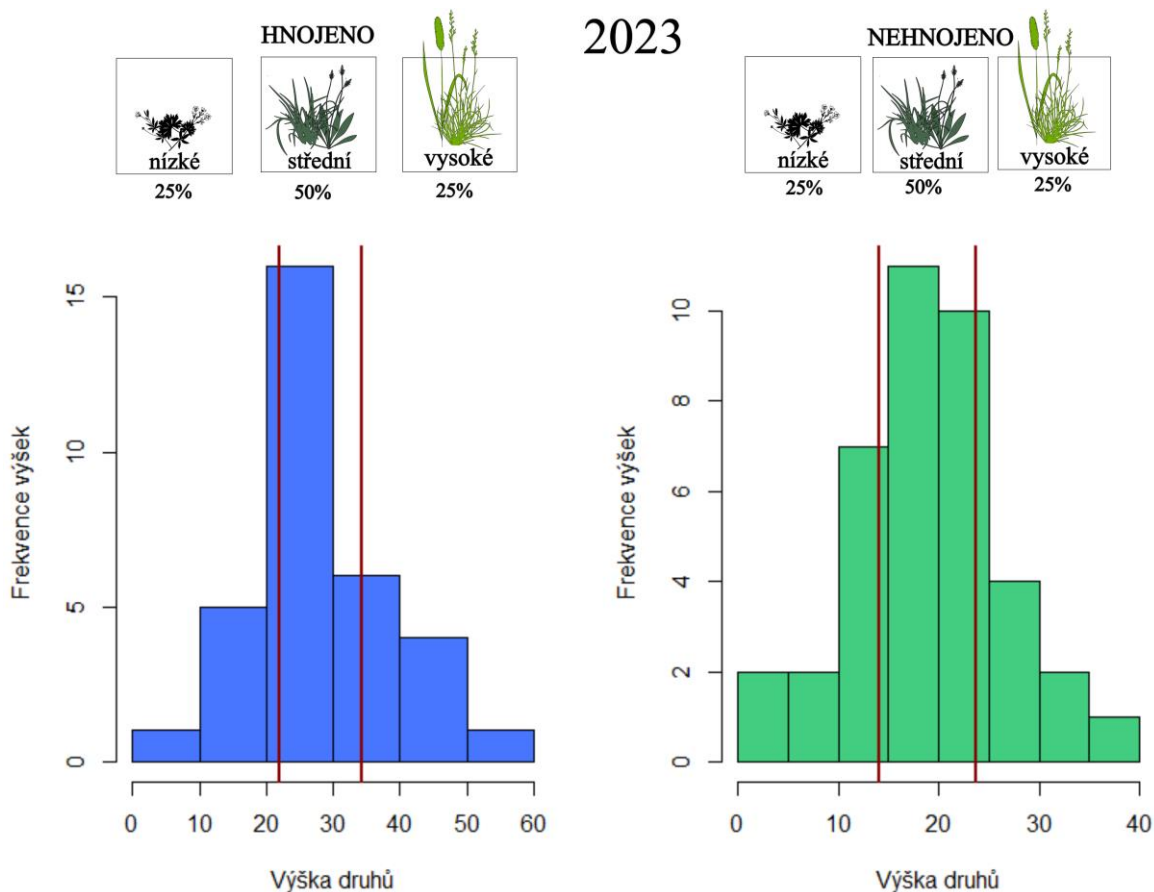 HNOJENO
2023
NEHNOJENO
nízké
střední
vysoké
25%
50%
25%
nízké
střední
vysoké
25%
50%
25%
Frekvence výšek
15
10
5
0
0 10 20 30 40 50 60
Výška druhů
Frekvence výšek
10
8
6
4
2
0
0 10 20 30 40
Výška druhů